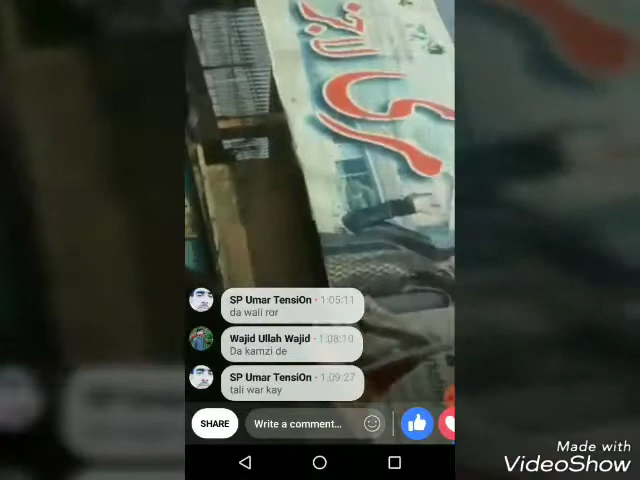 SP Umar TensiOn • 1:05:11
da wali ror
Wajid Ullah Wajid • 1:08:10
Da kamzi de
SP Umar TensiOn • 1:09:27
tali war kay
SHARE
Write a comment...
Made with
VideoShow